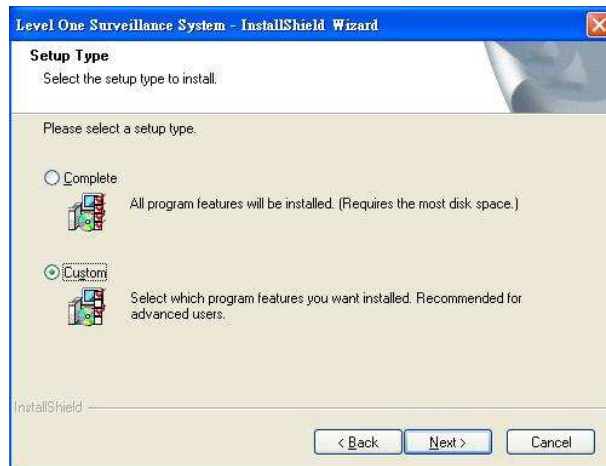 Level One Surveillance System - InstallShield Wizard
Setup Type
Select the setup type to install.
Please select a setup type.
Complete
All program features will be installed. (Requires the most disk space.)
Custom
Select which program features you want installed. Recommended for
advanced users.
InstallShield
< Back
Next >
Cancel